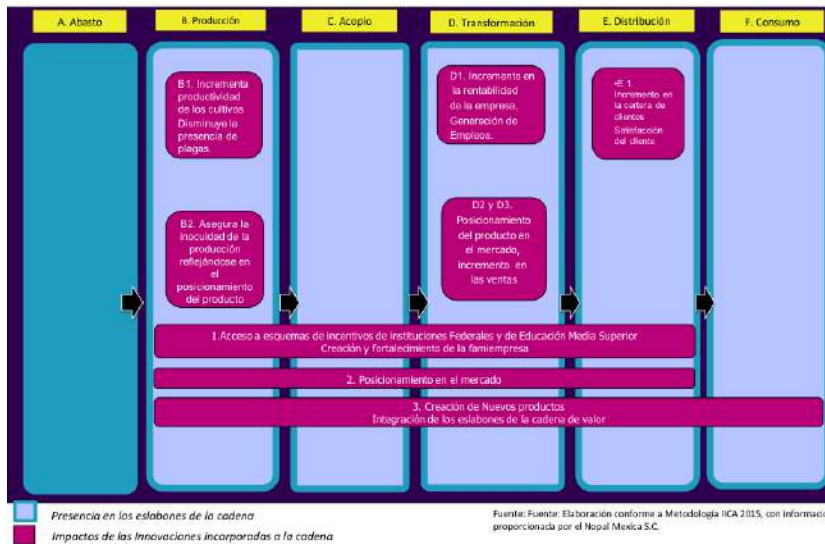 A. Abasto
B. Producción
C. Acopio
D. Transformación
E. Distribución
F. Consumo
B1. Incrementa
productividad
de los cultivos
Disminuye la
presencia de
plagas.
B2. Asegura la
inocuidad de la
producción
reflejándose en
el
posicionamiento
del producto
D1. Incremento en
la rentabilidad
de la empresa.
Generación de
Empleos.
D2 y D3.
Posicionamiento
del producto en
el mercado,
incremento en
las ventas
•E 1.
Incremento en
la cartera de
clientes
Satisfacción
del cliente
1.Acceso a esquemas de incentivos de Instituciones Federales y de Educación Media Superior
Creación y fortalecimiento de la famiempresa
2. Posicionamiento en el mercado
3. Creación de Nuevos productos
Integración de los eslabones de la cadena de valor
Presencia en los eslabones de la cadena
Impactos de las Innovaciones incorporadas a la cadena
Fuente: Fuente: Elaboración conforme a Metodología IICA 2015, con informació
proporcionada por el Nopal Mexica S.C.